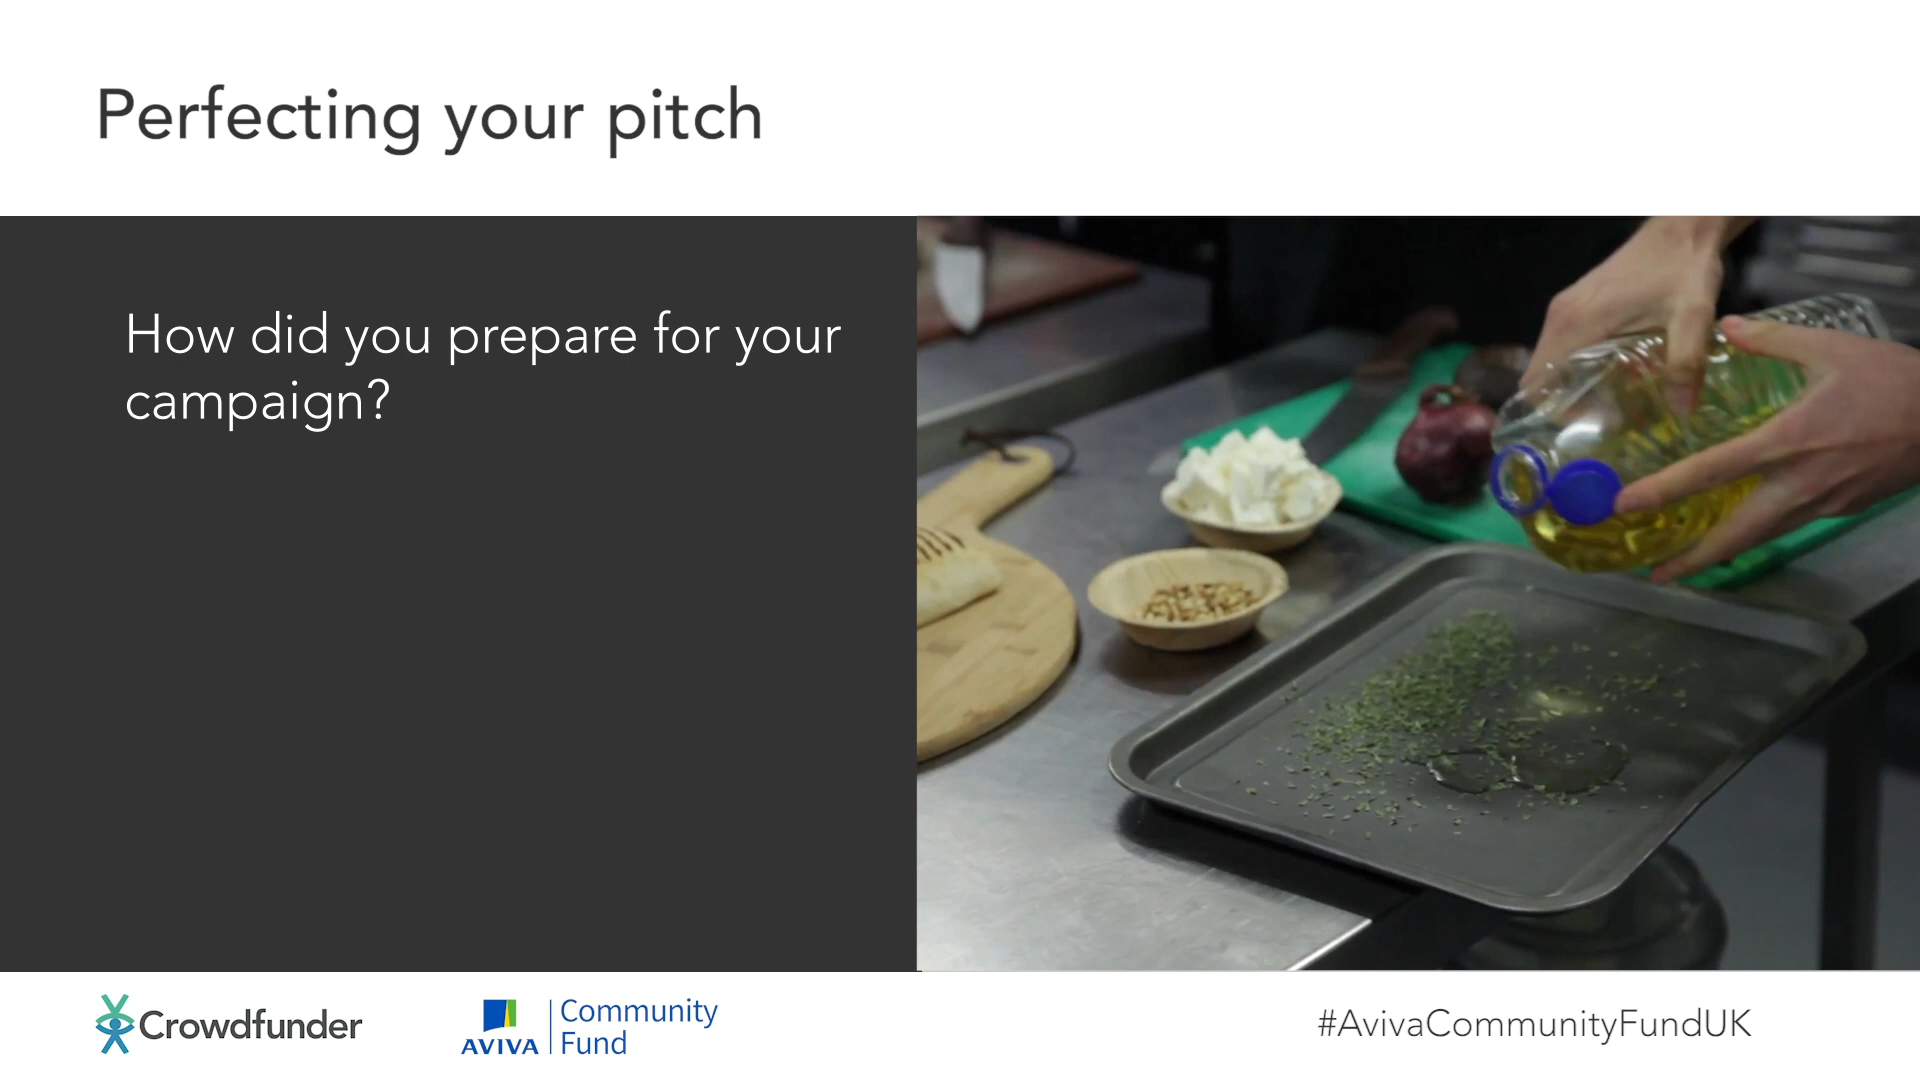 Perfecting your pitch
How did you prepare for your
campaign?
Crowdfunder
AVIVA
Community
Fund
#AvivaCommunityFundUK